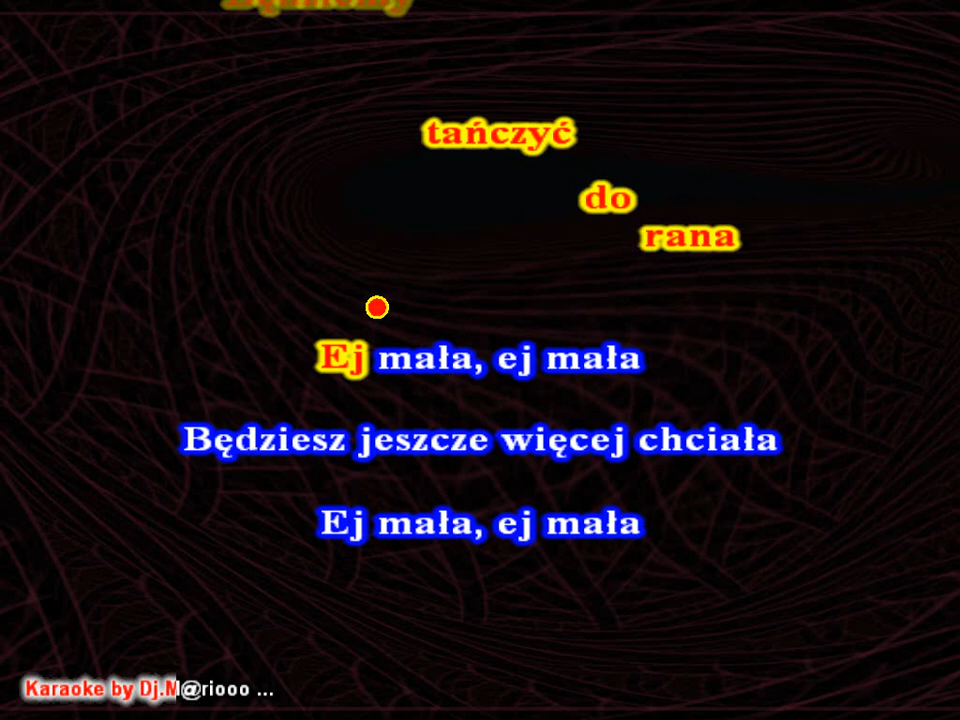 tańczyć
do
rana
Ej mała, ej mała
Będziesz jeszcze więcej chciała
Ej mała, ej mała
Karaoke by Dj.M@riooo ...